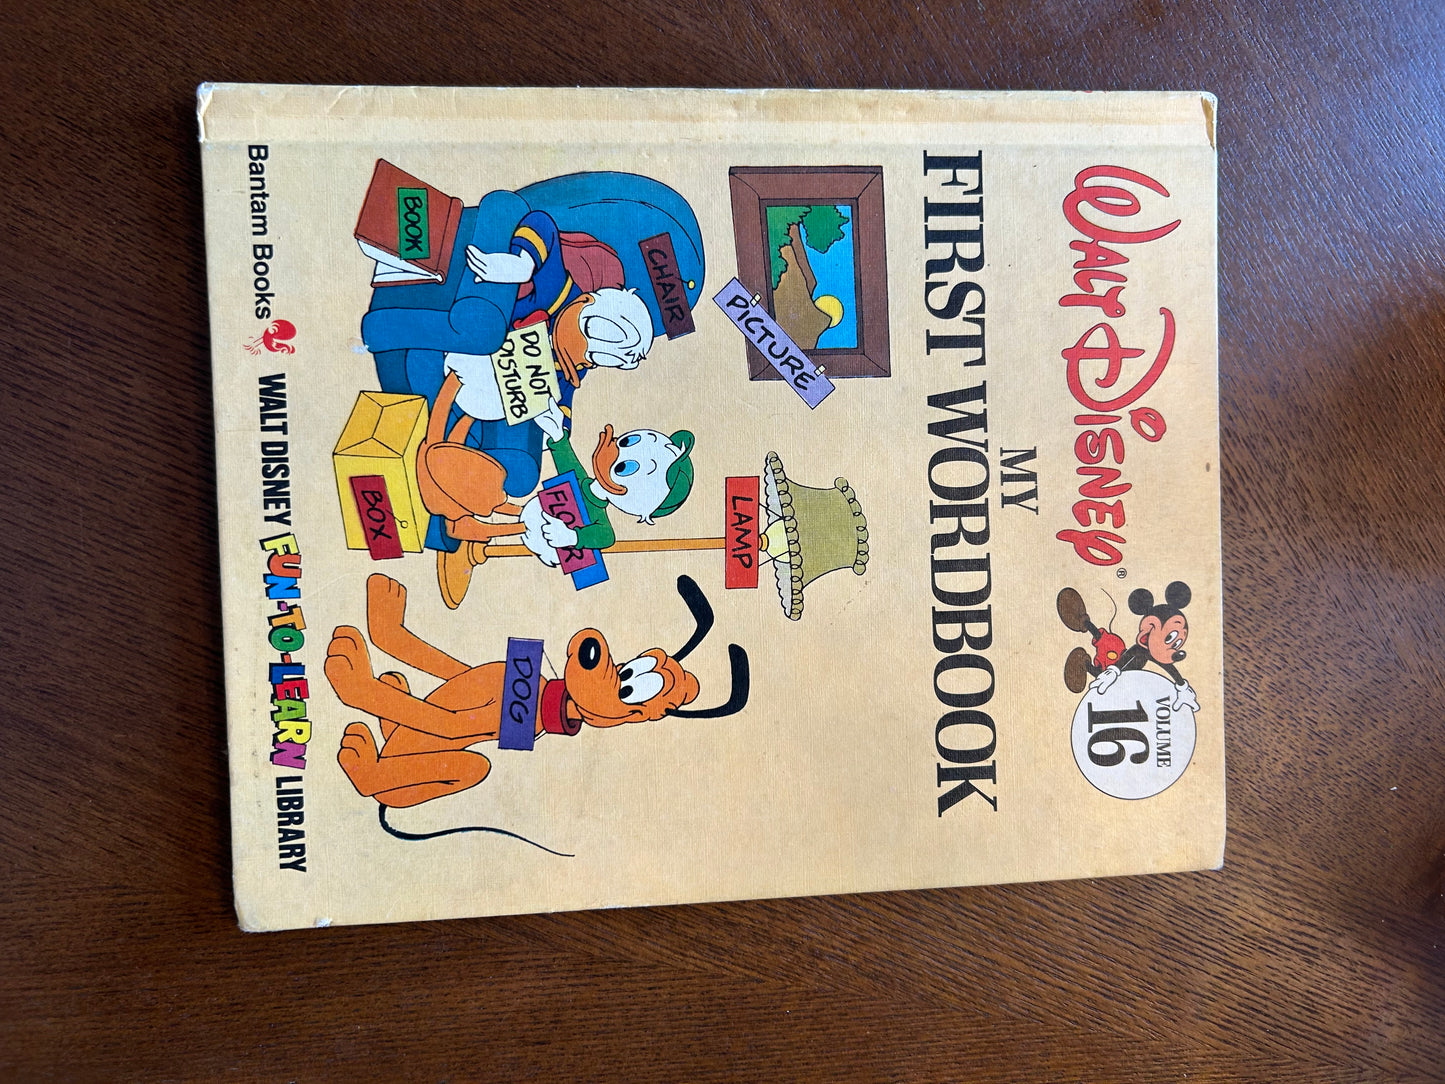 WALT DISNEY®
VOLUME
16
MY
FIRST WORDBOOK
PICTURE
LAMP
CHAIR
DO NOT
DISTURB
BOOK
FLOOR
BOX
DOG
Bantam Books
WALT DISNEY FUN-TO-LEARN LIBRARY